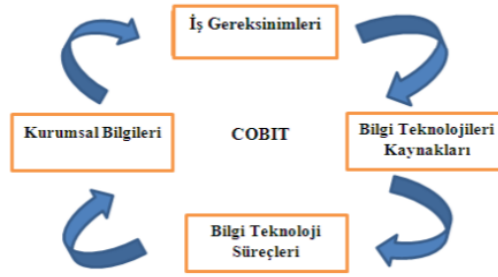 İş Gereksinimleri
Kurumsal Bilgileri
COBIT
Bilgi Teknolojileri
Kaynakları
Bilgi Teknoloji
Süreçleri